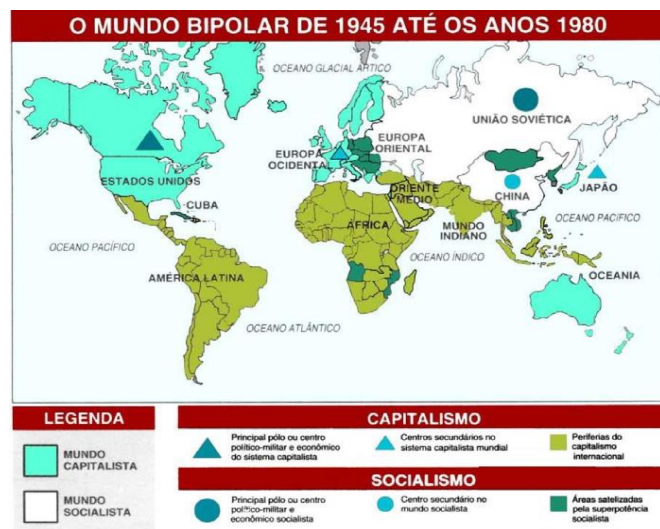 O MUNDO BIPOLAR DE 1945 ATÉ OS ANOS 1980
OCEANO GLACIAL ÁRTICO
UNIÃO SOVIÉTICA
EUROPA
ORIENTAL
EUROPA
OCIDENTAL
ESTADOS UNIDOS
JAPÃO
CHINA
ORIENTE
MÉDIO
CUBA
OCEANO PACÍFICO
ÁFRICA
MUNDO
INDIANO
OCEANO PACÍFICO
OCEANO ÍNDICO
AMÉRICA LATINA
OCEANIA
OCEANO ATLÂNTICO
LEGENDA
MUNDO
CAPITALISTA
MUNDO
SOCIALISTA
CAPITALISMO
Principal pólo ou centro
político-militar e econômico
do sistema capitalista
Centros secundários no
sistema capitalista mundial
Periferias do
capitalismo
internacional
SOCIALISMO
Principal pólo ou centro
político-militar e
econômico socialista
Centro secundário no
mundo socialista
Áreas satelizadas
pela superpotência
socialista